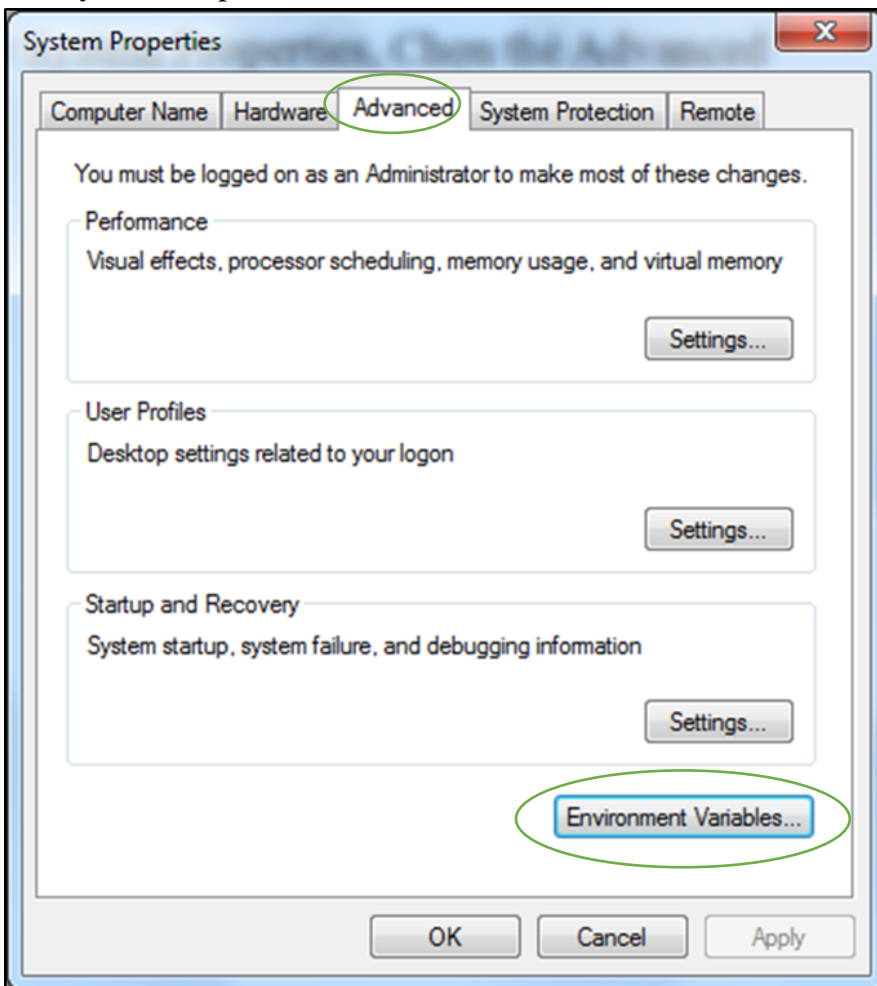 System Properties
Computer Name Hardware Advanced System Protection Remote
You must be logged on as an Administrator to make most of these changes.
Performance
Visual effects, processor scheduling, memory usage, and virtual memory
Settings...
User Profiles
Desktop settings related to your logon
Settings...
Startup and Recovery
System startup, system failure, and debugging information
Settings...
Environment Variables...
OK Cancel Apply